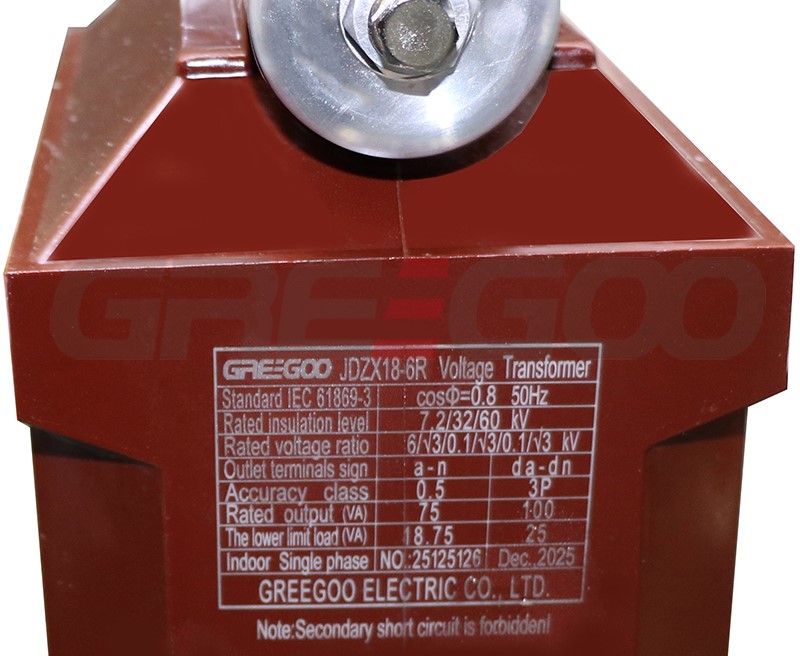 GREEGOO
GREEGOO JDZX18-6R Voltage Transformer
Standard IEC 61869-3 cosΦ=0.8 50Hz
Rated insulation level 7.2/32/60 kV
Rated voltage ratio 6/√3/0.1/√3/0.1/√3 kV
Outlet terminals sign a-n da-dn
Accuracy class 0.5 3P
Rated output (VA) 75 100
The lower limit load (VA) 18.75 25
Indoor Single phase NO.:25125126 Dec.,2025
GREEGOO ELECTRIC CO., LTD.
Note:Secondary short circuit is forbidden!